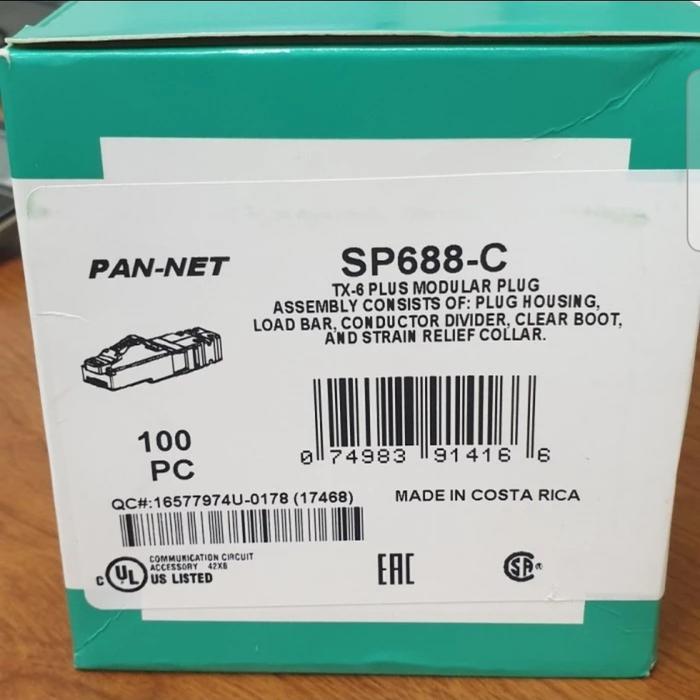 PAN-NET
SP688-C
TX-6 PLUS MODULAR PLUG
ASSEMBLY CONSISTS OF: PLUG HOUSING,
LOAD BAR, CONDUCTOR DIVIDER, CLEAR BOOT,
AND STRAIN RELIEF COLLAR.
100
PC
0 74983 91416 6
QC#:16577974U-0178 (17468)
MADE IN COSTA RICA
COMMUNICATION CIRCUIT
ACCESSORY 42X6
C UL US LISTED
EAC
SA®